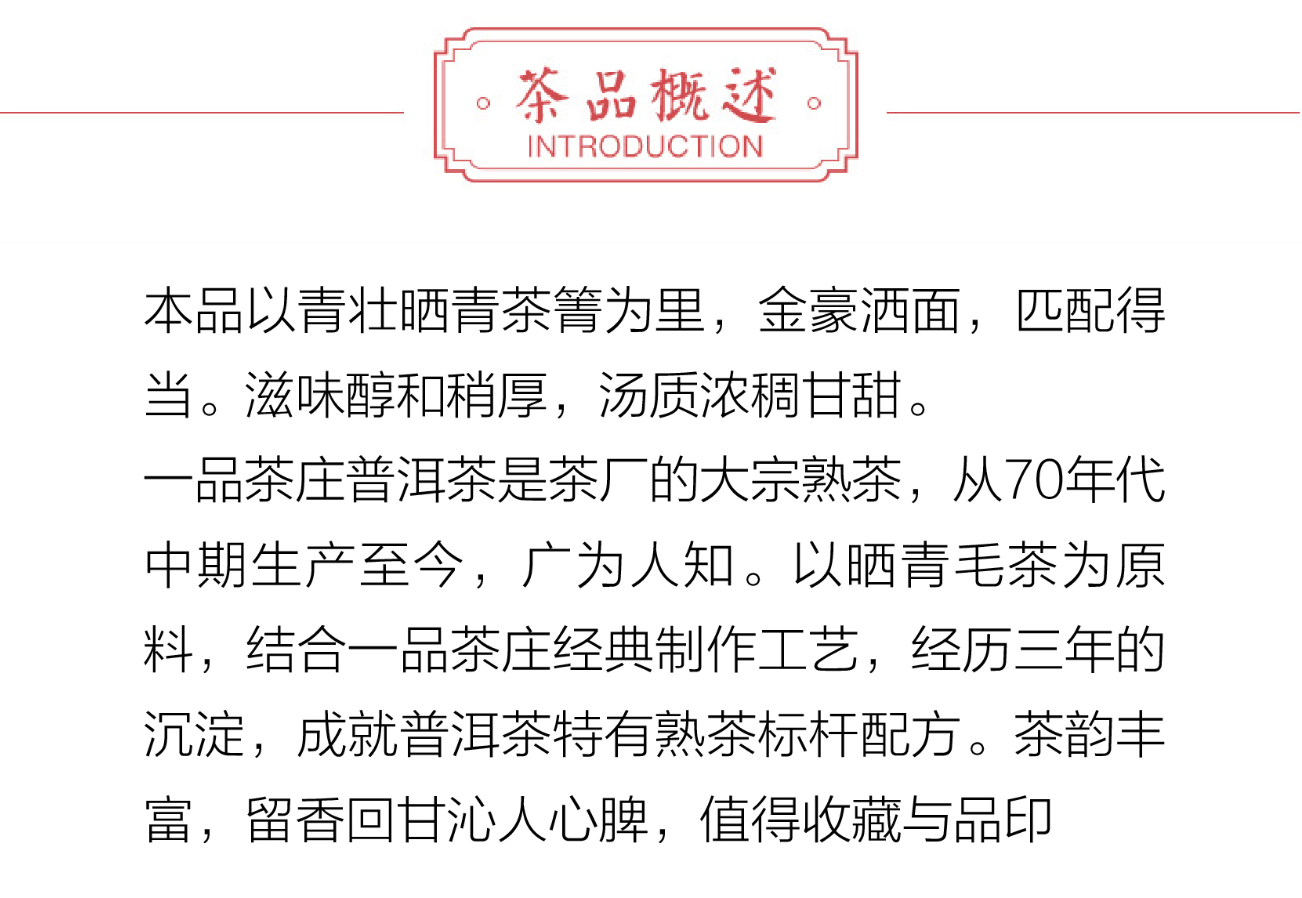 茶品概述
INTRODUCTION
本品以青壮晒青茶箐为里，金豪洒面，匹配得
当。滋味醇和稍厚，汤质浓稠甘甜。
一品茶庄普洱茶是茶厂的大宗熟茶，从70年代
中期生产至今，广为人知。以晒青毛茶为原
料，结合一品茶庄经典制作工艺，经历三年的
沉淀，成就普洱茶特有熟茶标杆配方。茶韵丰
富，留香回甘沁人心脾，值得收藏与品印